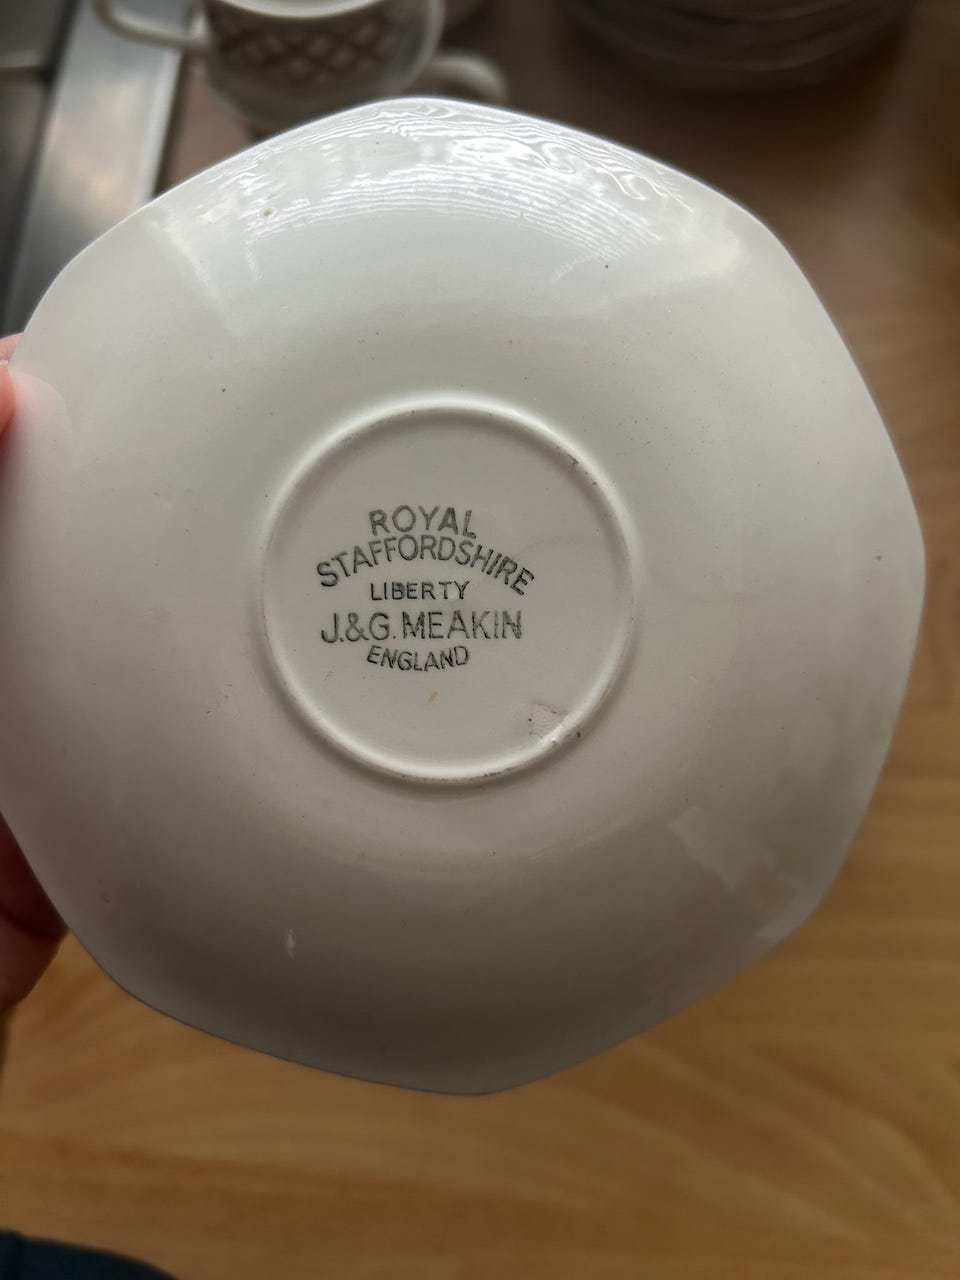 ROYAL
STAFFORDSHIRE
LIBERTY
J.&G. MEAKIN
ENGLAND